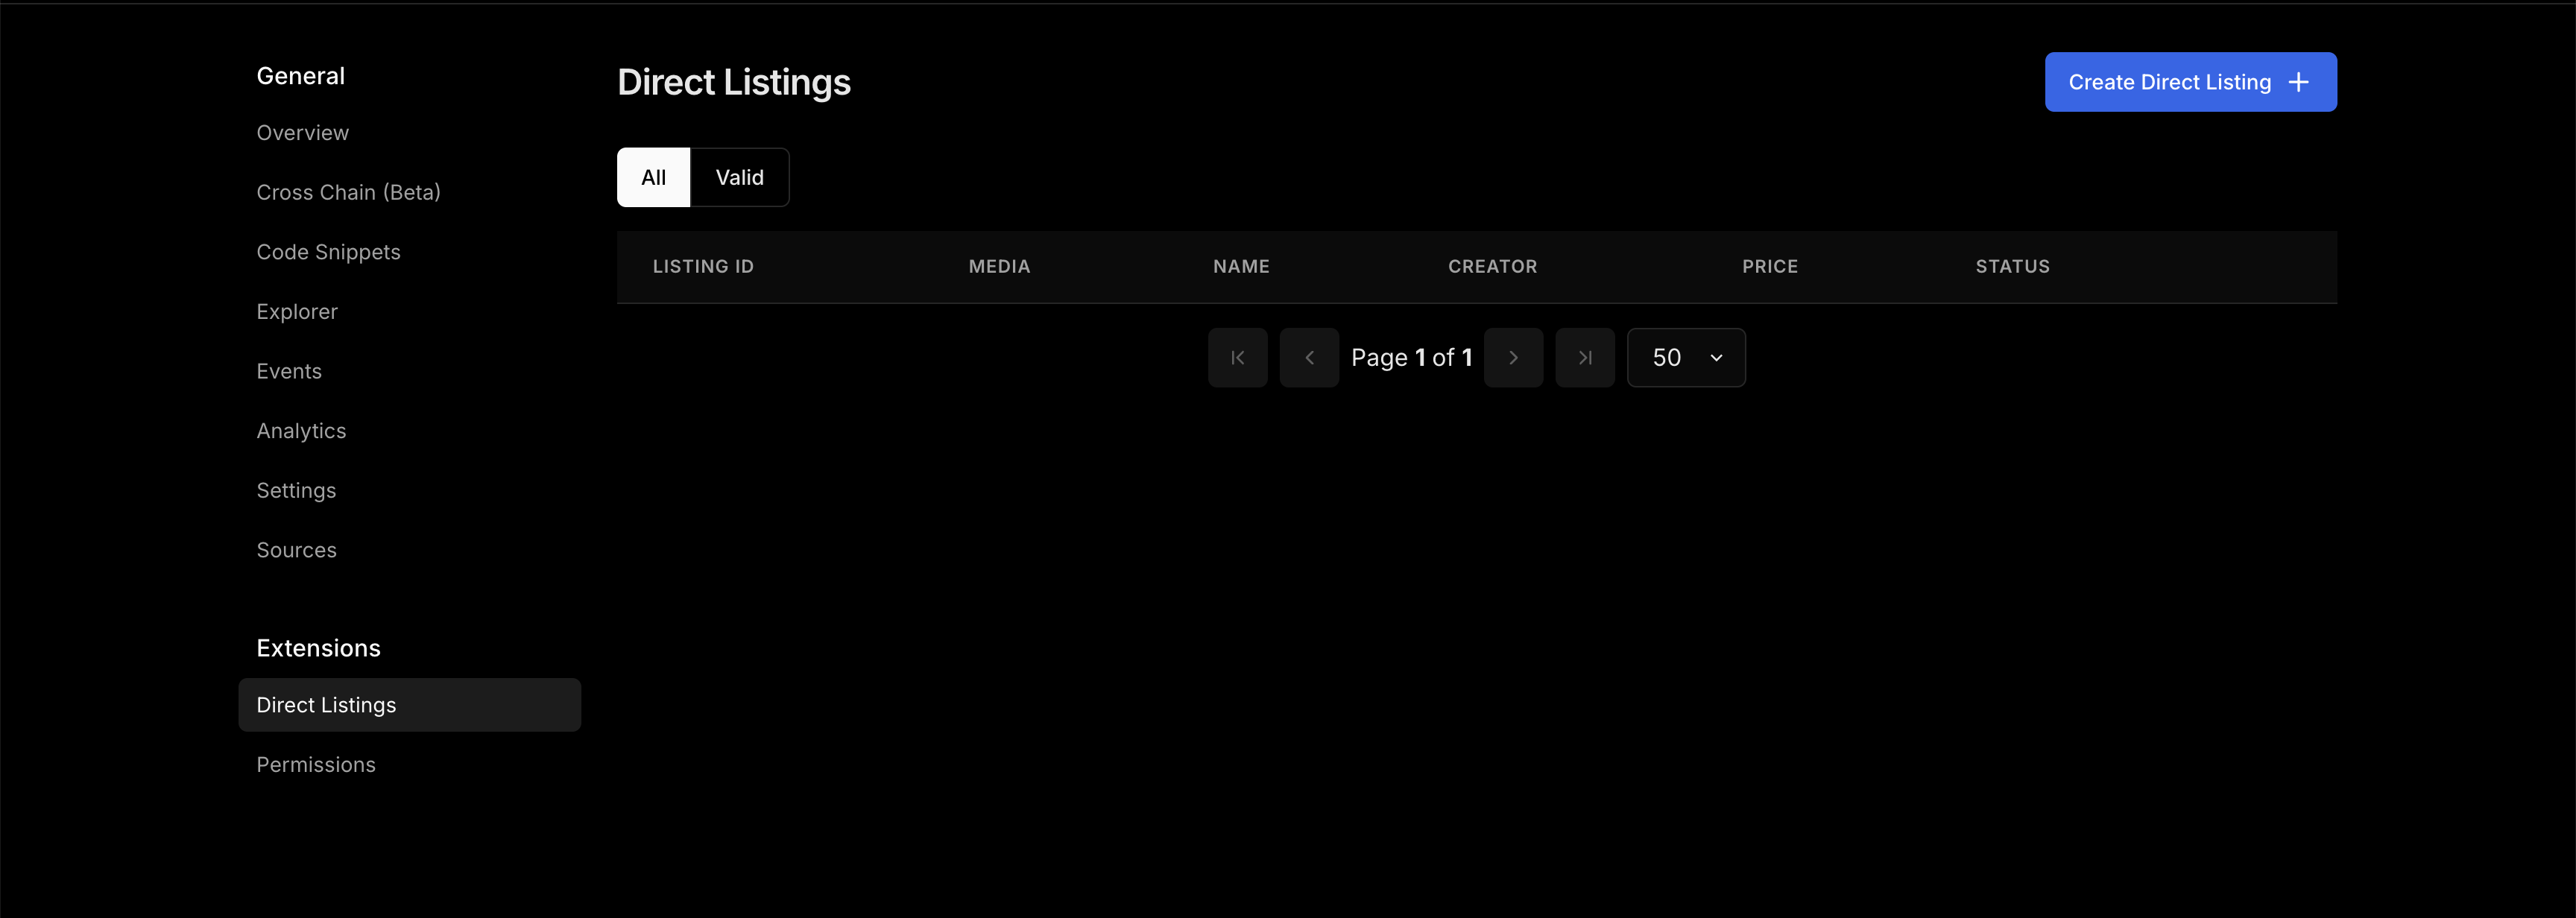 General
Overview
Cross Chain (Beta)
Code Snippets
Explorer
Events
Analytics
Settings
Sources
Extensions
Direct Listings
Permissions
Direct Listings
Create Direct Listing
All Valid
LISTING ID MEDIA NAME CREATOR PRICE STATUS
Page 1 of 1 50